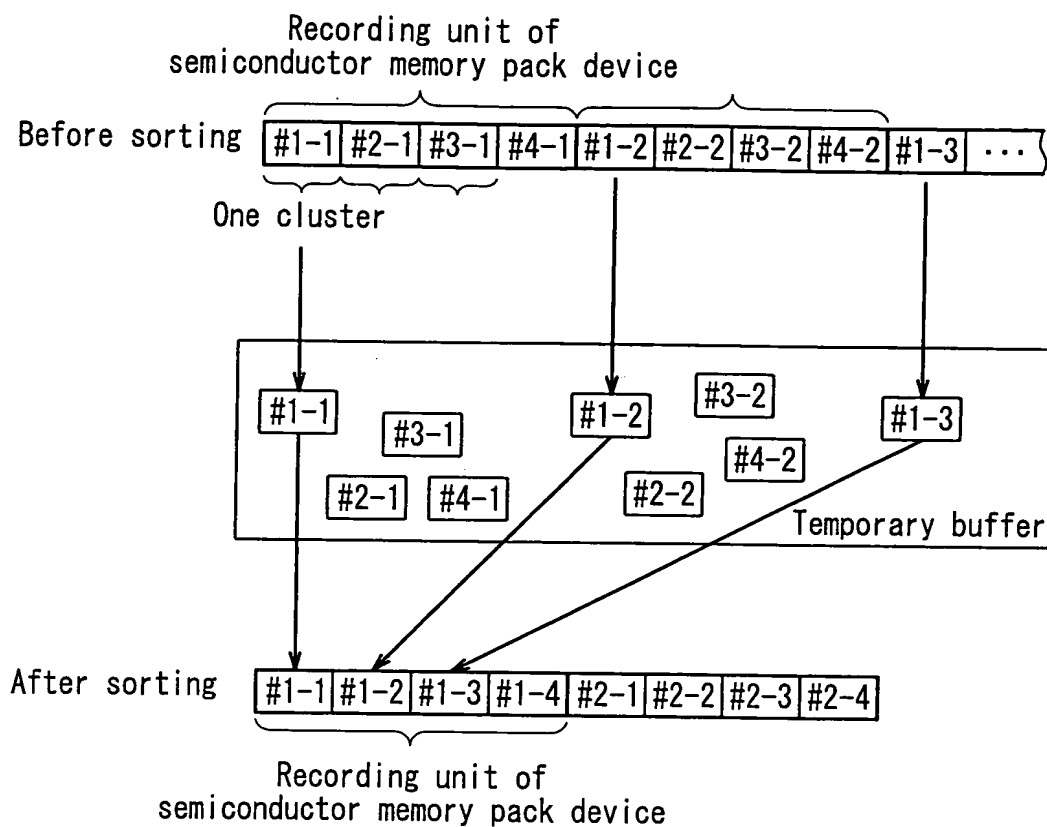 Recording unit of
semiconductor memory pack device
Before sorting #1-1 #2-1 #3-1 #4-1 #1-2 #2-2 #3-2 #4-2 #1-3 ···
One cluster
#1-1 #3-1 #2-1 #4-1 #1-2 #3-2 #4-2 #2-2 #1-3
Temporary buffer
After sorting #1-1 #1-2 #1-3 #1-4 #2-1 #2-2 #2-3 #2-4
Recording unit of
semiconductor memory pack device